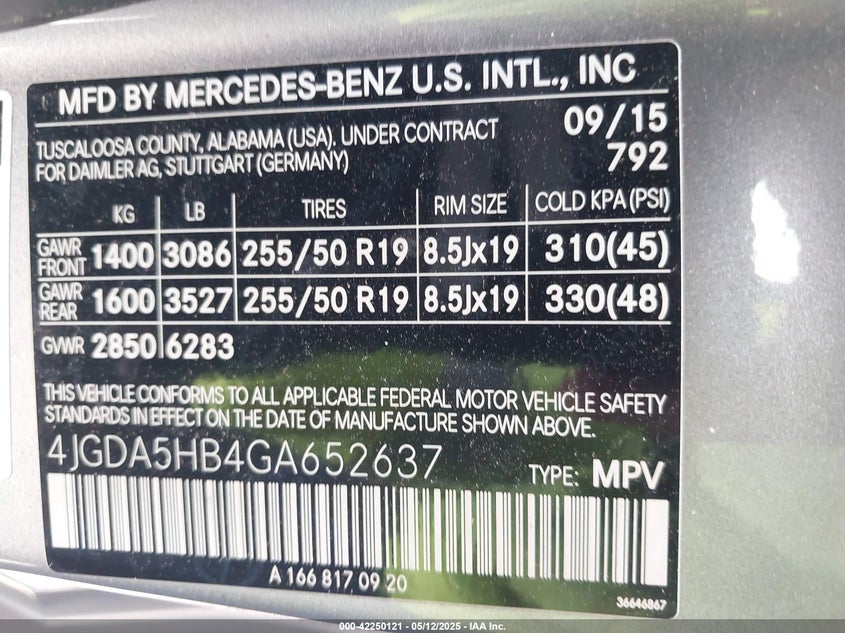 MFD BY MERCEDES-BENZ U.S. INTL., INC
TUSCALOOSA COUNTY, ALABAMA (USA). UNDER CONTRACT 09/15
FOR DAIMLER AG, STUTTGART (GERMANY) 792
KG LB TIRES RIM SIZE COLD KPA (PSI)
GAWR FRONT 1400 3086 255/50 R19 8.5Jx19 310(45)
GAWR REAR 1600 3527 255/50 R19 8.5Jx19 330(48)
GVWR 2850 6283
THIS VEHICLE CONFORMS TO ALL APPLICABLE FEDERAL MOTOR VEHICLE SAFETY
STANDARDS IN EFFECT ON THE DATE OF MANUFACTURE SHOWN ABOVE.
4JGDA5HB4GA652637 TYPE: MPV
A 166 817 09 20
36646867
000-42250121 - 05/12/2025 - IAA Inc.